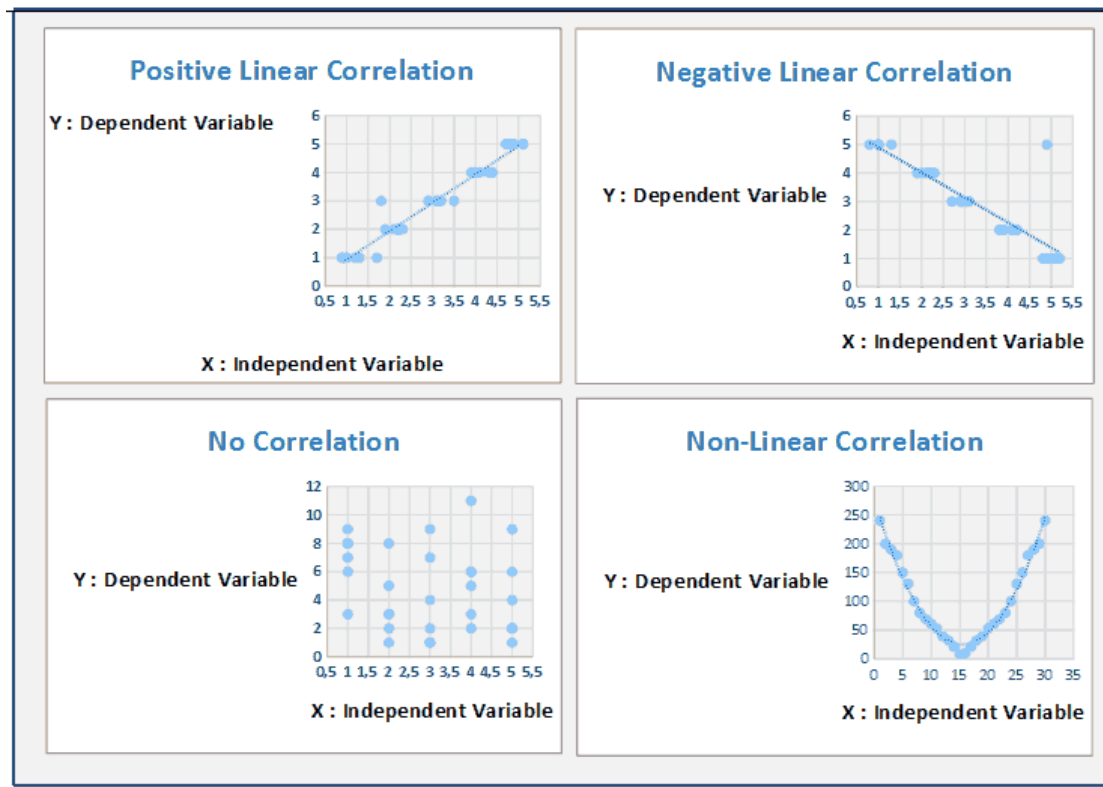 Positive Linear Correlation
Y : Dependent Variable
6
5
4
3
2
1
0
0,5 1 1,5 2 2,5 3 3,5 4 4,5 5 5,5
X : Independent Variable
Negative Linear Correlation
Y : Dependent Variable
6
5
4
3
2
1
0
0,5 1 1,5 2 2,5 3 3,5 4 4,5 5 5,5
X : Independent Variable
No Correlation
Y : Dependent Variable
12
10
8
6
4
2
0
0,5 1 1,5 2 2,5 3 3,5 4 4,5 5 5,5
X : Independent Variable
Non-Linear Correlation
Y : Dependent Variable
300
250
200
150
100
50
0
0 5 10 15 20 25 30 35
X : Independent Variable